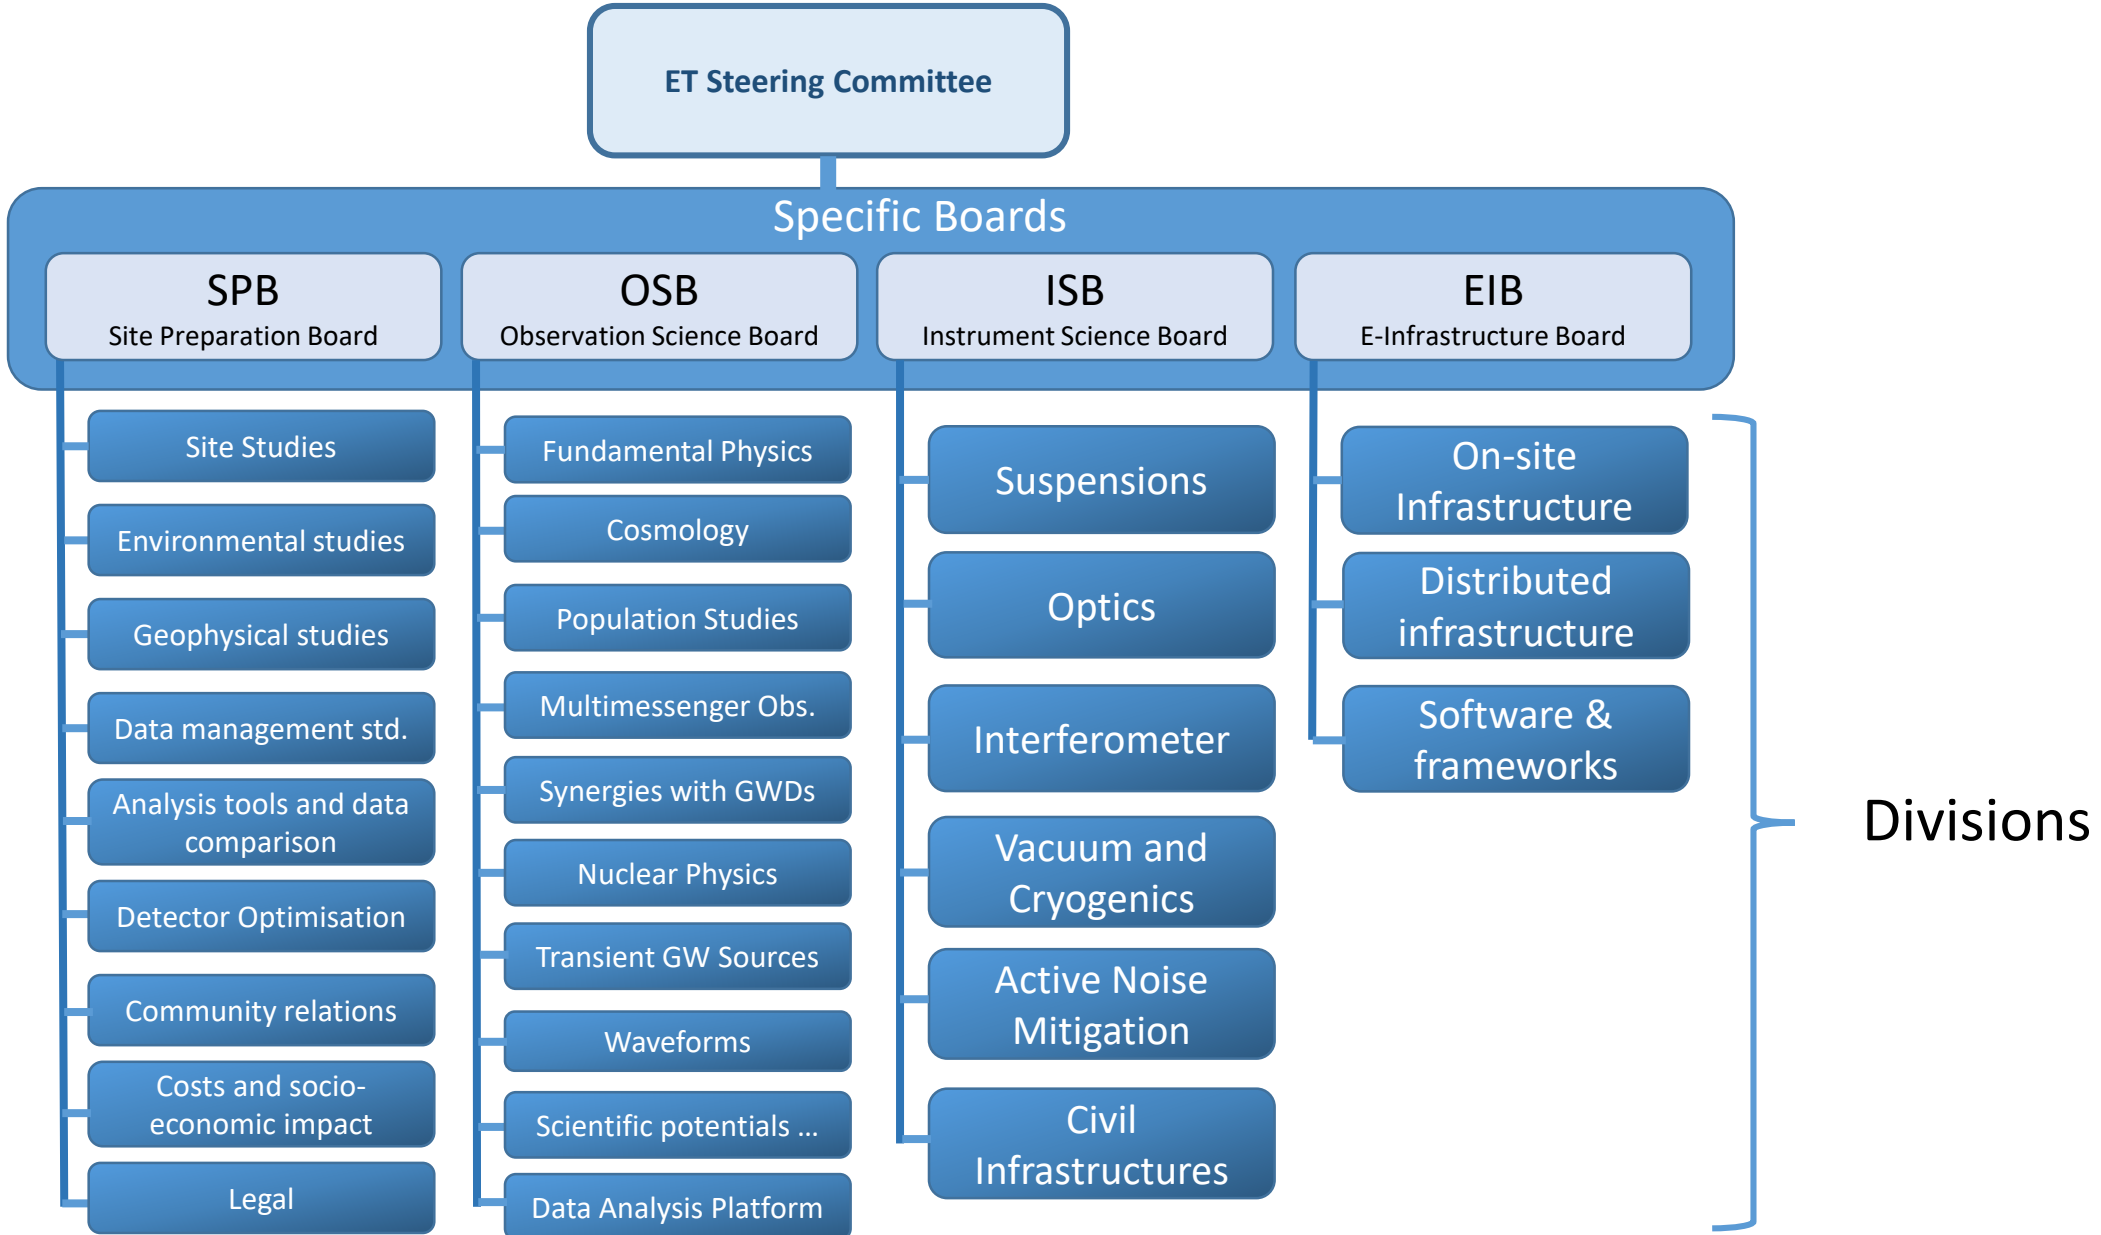 ET Steering Committee
Specific Boards
SPB
Site Preparation Board
OSB
Observation Science Board
ISB
Instrument Science Board
EIB
E-Infrastructure Board
Site Studies
Environmental studies
Geophysical studies
Data management std.
Analysis tools and data
comparison
Detector Optimisation
Community relations
Costs and socio-
economic impact
Legal
Fundamental Physics
Cosmology
Population Studies
Multimessenger Obs.
Synergies with GWDs
Nuclear Physics
Transient GW Sources
Waveforms
Scientific potentials ...
Data Analysis Platform
Suspensions
Optics
Interferometer
Vacuum and
Cryogenics
Active Noise
Mitigation
Civil
Infrastructures
On-site
Infrastructure
Distributed
infrastructure
Software &
frameworks
Divisions